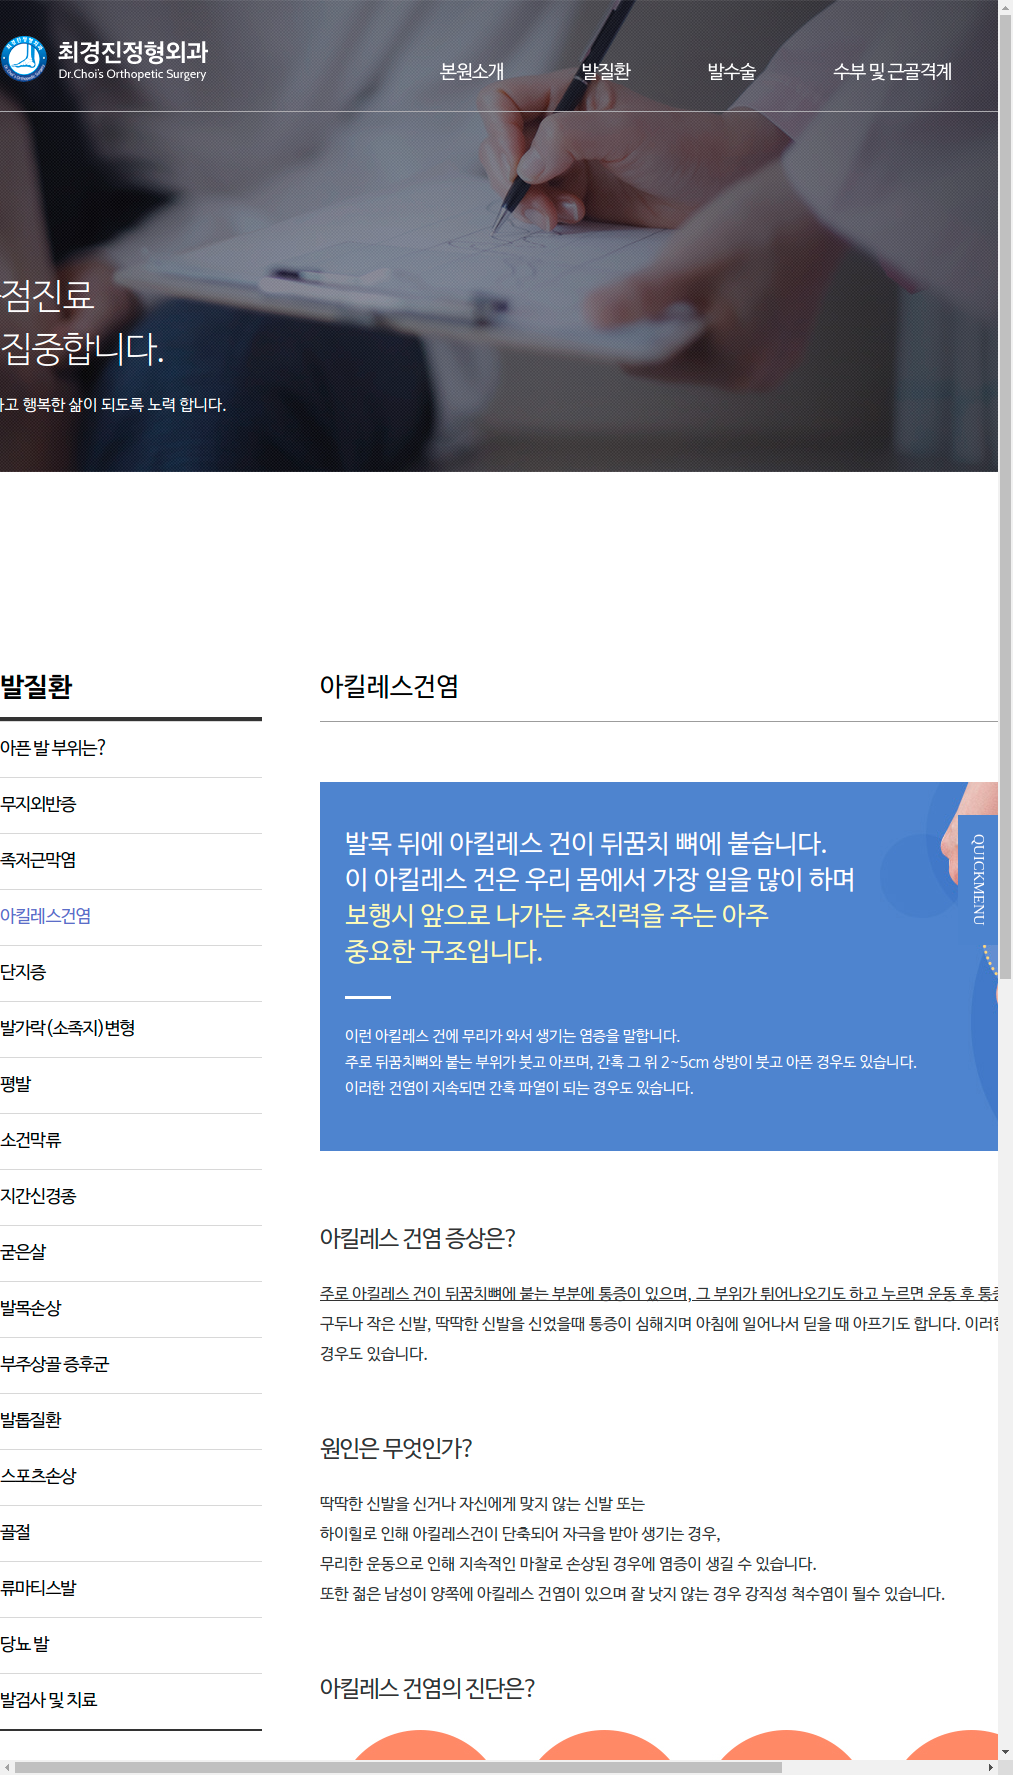 최경진정형외과
Dr.Choi's Orthopetic Surgery
본원소개
발질환
발수술
수부 및 근골격계
점진료
집중합니다.
고 행복한 삶이 되도록 노력 합니다.
발질환
아픈 발 부위는?
무지외반증
족저근막염
아킬레스건염
단지증
발가락(소족지)변형
평발
소건막류
지간신경종
굳은살
발목손상
부주상골 증후군
발톱질환
스포츠손상
골절
류마티스발
당뇨 발
발검사 및 치료
아킬레스건염
발목 뒤에 아킬레스 건이 뒤꿈치 뼈에 붙습니다.
이 아킬레스 건은 우리 몸에서 가장 일을 많이 하며
보행시 앞으로 나가는 추진력을 주는 아주
중요한 구조입니다.
이런 아킬레스 건에 무리가 와서 생기는 염증을 말합니다.
주로 뒤꿈치뼈와 붙는 부위가 붓고 아프며, 간혹 그 위 2~5cm 상방이 붓고 아픈 경우도 있습니다.
이러한 건염이 지속되면 간혹 파열이 되는 경우도 있습니다.
QUICKMENU
아킬레스 건염 증상은?
주로 아킬레스 건이 뒤꿈치뼈에 붙는 부분에 통증이 있으며, 그 부위가 튀어나오기도 하고 누르면 운동 후 통
구두나 작은 신발, 딱딱한 신발을 신었을때 통증이 심해지며 아침에 일어나서 딛을 때 아프기도 합니다. 이러한
경우도 있습니다.
원인은 무엇인가?
딱딱한 신발을 신거나 자신에게 맞지 않는 신발 또는
하이힐로 인해 아킬레스건이 단축되어 자극을 받아 생기는 경우,
무리한 운동으로 인해 지속적인 마찰로 손상된 경우에 염증이 생길 수 있습니다.
또한 젊은 남성이 양쪽에 아킬레스 건염이 있으며 잘 낫지 않는 경우 강직성 척수염이 될수 있습니다.
아킬레스 건염의 진단은?